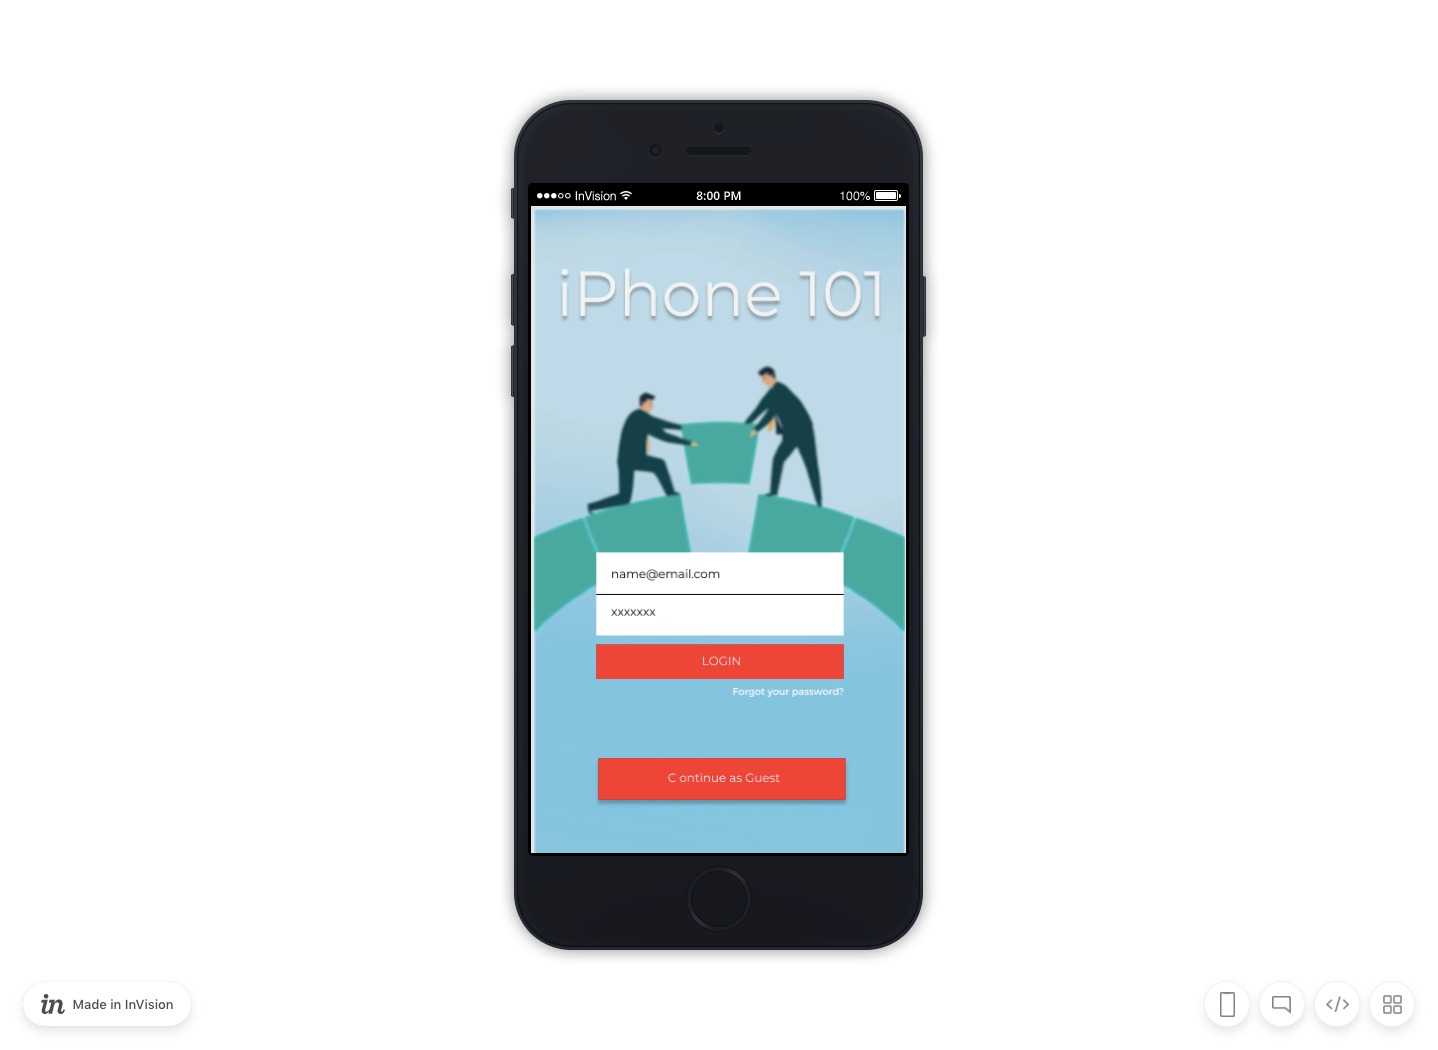 InVision 8:00 PM 100%
iPhone 101
name@email.com
xxxxxxx
LOGIN
Forgot your password?
C ontinue as Guest
in Made in InVision